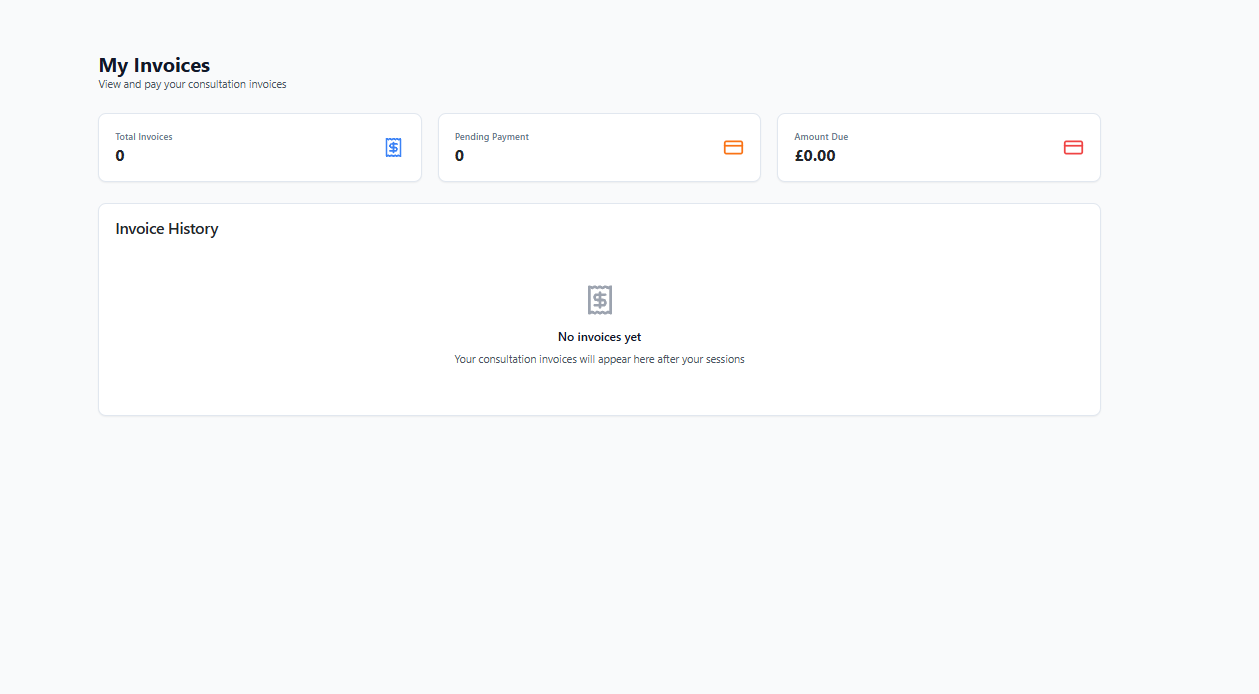 My Invoices
View and pay your consultation invoices
Total Invoices
0
Pending Payment
0
Amount Due
£0.00
Invoice History
No invoices yet
Your consultation invoices will appear here after your sessions